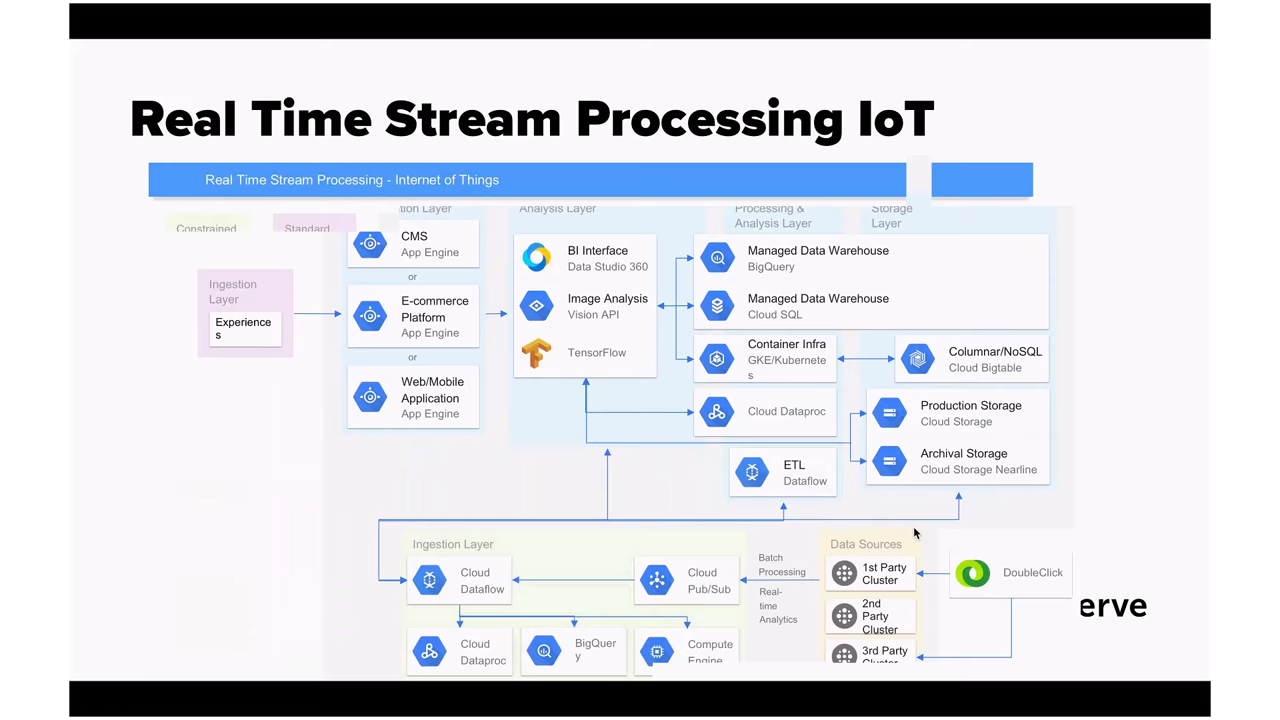 Real Time Stream Processing IoT
Real Time Stream Processing - Internet of Things
Constrained
Standard
tion Layer
Analysis Layer
Processing &
Analysis Layer
Storage
Layer
Ingestion
Layer
Experience
s
CMS
App Engine
or
E-commerce
Platform
App Engine
or
Web/Mobile
Application
App Engine
BI Interface
Data Studio 360
Image Analysis
Vision API
TensorFlow
Managed Data Warehouse
BigQuery
Managed Data Warehouse
Cloud SQL
Container Infra
GKE/Kubernete
s
Columnar/NoSQL
Cloud Bigtable
Cloud Dataproc
Production Storage
Cloud Storage
Archival Storage
Cloud Storage Nearline
ETL
Dataflow
Ingestion Layer
Cloud
Dataflow
Cloud
Pub/Sub
Batch
Processing
Real-
time
Analytics
Data Sources
1st Party
Cluster
2nd
Party
Cluster
3rd Party
Cluster
DoubleClick
erve
Cloud
Dataproc
BigQuer
y
Compute
Engine